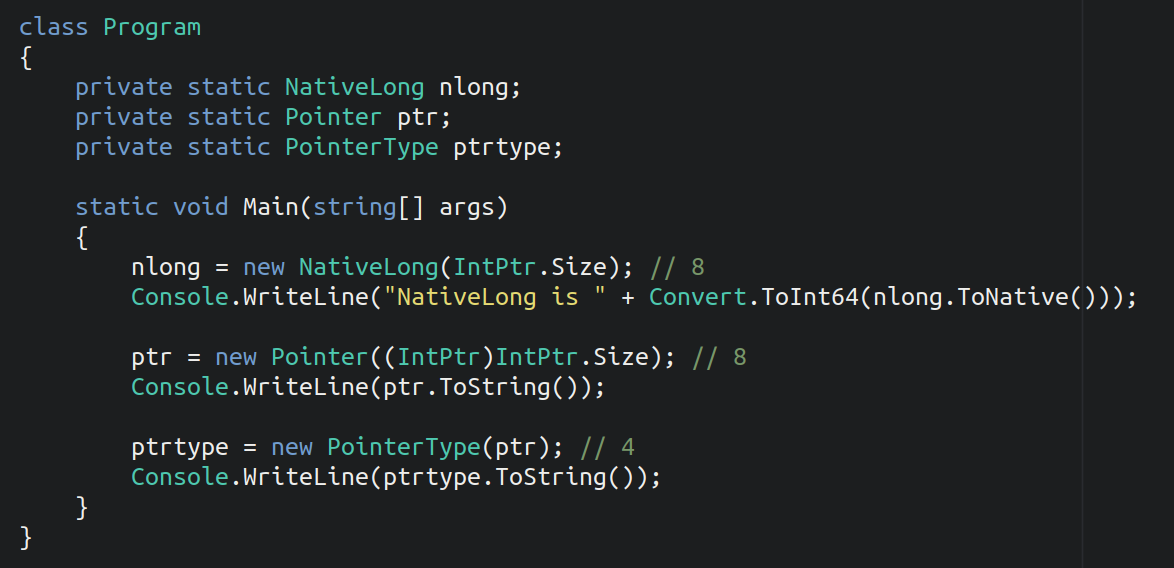 class Program
{
    private static NativeLong nlong;
    private static Pointer ptr;
    private static PointerType ptrtype;

    static void Main(string[] args)
    {
        nlong = new NativeLong(IntPtr.Size); // 8
        Console.WriteLine("NativeLong is " + Convert.ToInt64(nlong.ToNative()));

        ptr = new Pointer((IntPtr)IntPtr.Size); // 8
        Console.WriteLine(ptr.ToString());

        ptrtype = new PointerType(ptr); // 4
        Console.WriteLine(ptrtype.ToString());
    }
}